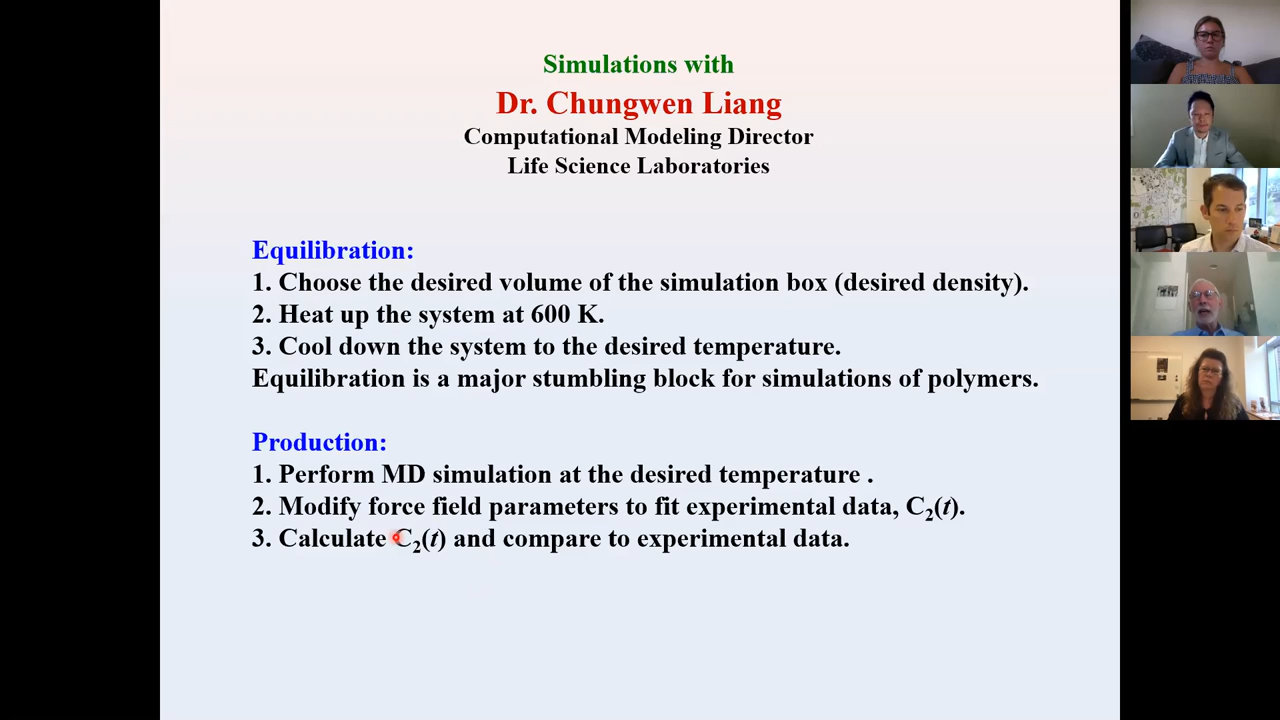 Simulations with
Dr. Chungwen Liang
Computational Modeling Director
Life Science Laboratories
Equilibration:
1. Choose the desired volume of the simulation box (desired density).
2. Heat up the system at 600 K.
3. Cool down the system to the desired temperature.
Equilibration is a major stumbling block for simulations of polymers.
Production:
1. Perform MD simulation at the desired temperature .
2. Modify force field parameters to fit experimental data, C₂(t).
3. Calculate C₂(t) and compare to experimental data.